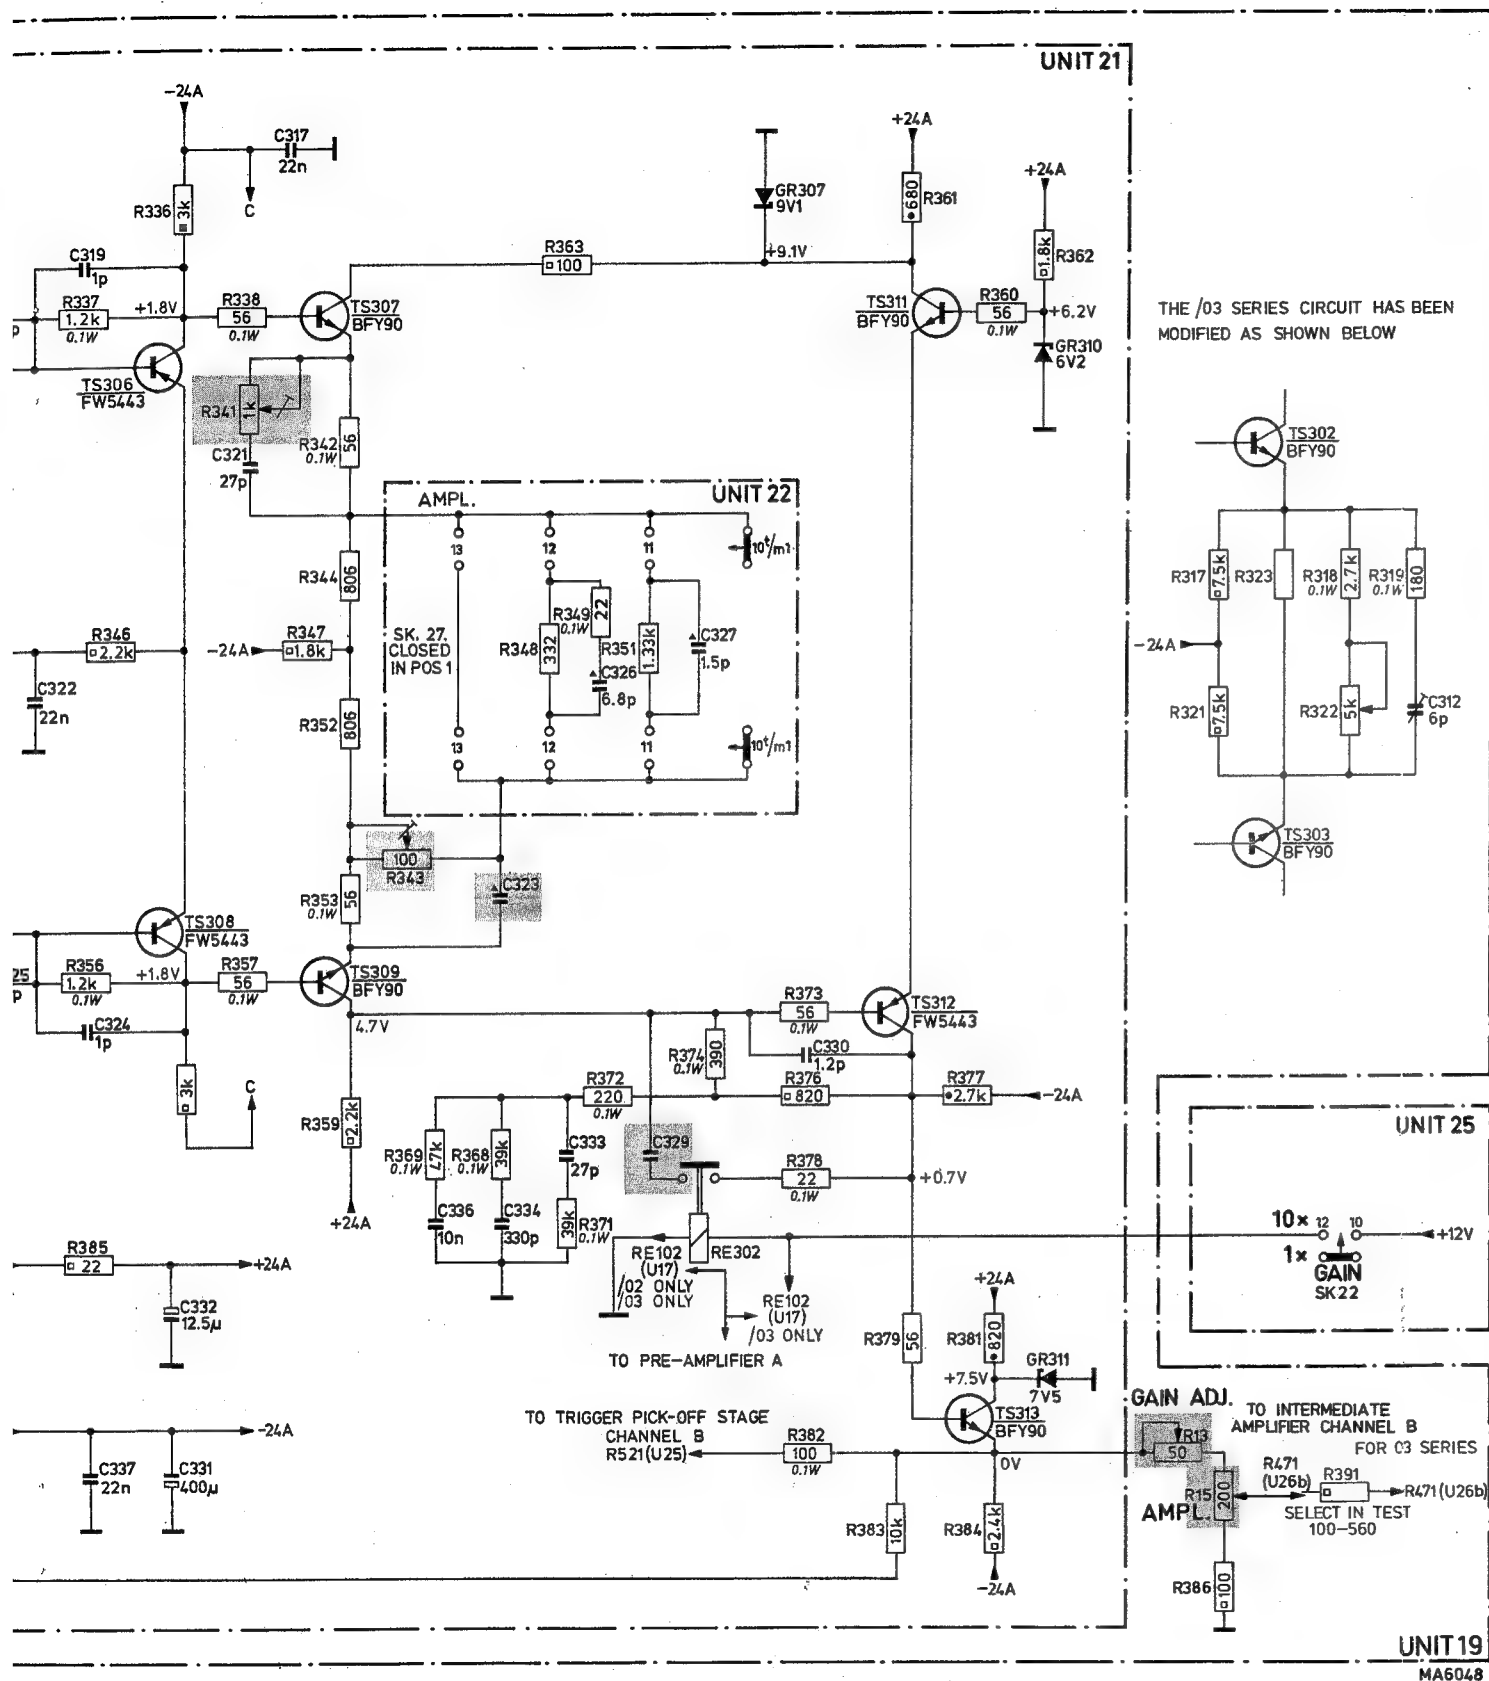 UNIT 21
-24A
C317
22n
C
R336
3k
C319
1p
R337
1.2k
0.1W
+1.8V
R338
56
0.1W
TS307
BFY90
TS306
FW5443
R341
1k
C321
27p
R342
0.1W
56
R363
100
GR307
9V1
+9.1V
+24A
680
R361
+24A
1.8k
R362
TS311
BFY90
R360
56
0.1W
+6.2V
GR310
6V2
THE /03 SERIES CIRCUIT HAS BEEN
MODIFIED AS SHOWN BELOW
TS302
BFY90
R317
7.5k
R323
R318
0.1W
2.7k
R319
0.1W
180
-24A
R321
7.5k
R322
5k
C312
6p
TS303
BFY90
AMPL.
UNIT 22
13
12
11
10t/m1
R344
806
R346
2.2k
-24A
R347
1.8k
SK. 27.
CLOSED
IN POS 1
R348
332
R349
0.1W
22
R351
1.33k
C327
1.5p
C326
6.8p
C322
22n
R352
806
13
12
11
10t/m1
100
R343
C323
R353
0.1W
56
TS308
FW5443
25
p
R356
1.2k
0.1W
+1.8V
R357
56
0.1W
TS309
BFY90
4.7V
C324
1p
3k
C
R359
2.2k
+24A
R373
56
0.1W
TS312
FW5443
R374
0.1W
390
C330
1.2p
R372
220
0.1W
R376
820
R377
2.7k
-24A
R369
0.1W
47k
R368
0.1W
39k
C333
27p
C329
R378
22
0.1W
+0.7V
C336
10n
C334
330p
39k
R371
0.1W
RE102
(U17)
/02 ONLY
/03 ONLY
RE302
RE102
(U17)
/03 ONLY
TO PRE-AMPLIFIER A
UNIT 25
10x
12
10
+12V
1x
GAIN
SK22
R385
22
+24A
C332
12.5μ
-24A
C337
22n
C331
400μ
R379
56
+24A
R381
820
+7.5V
GR311
7V5
TS313
BFY90
0V
TO TRIGGER PICK-OFF STAGE
CHANNEL B
R521(U25)
R382
100
0.1W
R383
10k
R384
2.4k
-24A
GAIN ADJ.
R13
50
TO INTERMEDIATE
AMPLIFIER CHANNEL B
FOR 03 SERIES
R471
(U26b)
R391
R471(U26b)
R15
200
AMPL.
SELECT IN TEST
100-560
R386
100
UNIT 19
MA6048